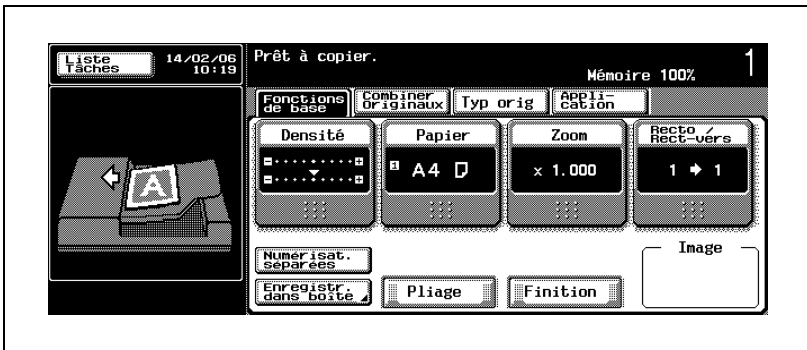 Liste
Tâches
14/02/06
10:19
Prêt à copier.
Mémoire 100%
1
Fonctions
de base
Combiner
Originaux
Typ orig
Appli-
cation
Densité
Papier
Zoom
Recto /
Rect-vers
1 A4
× 1.000
1 ➔ 1
A
Numérisat.
séparées
Enregistr.
dans boîte
Pliage
Finition
Image